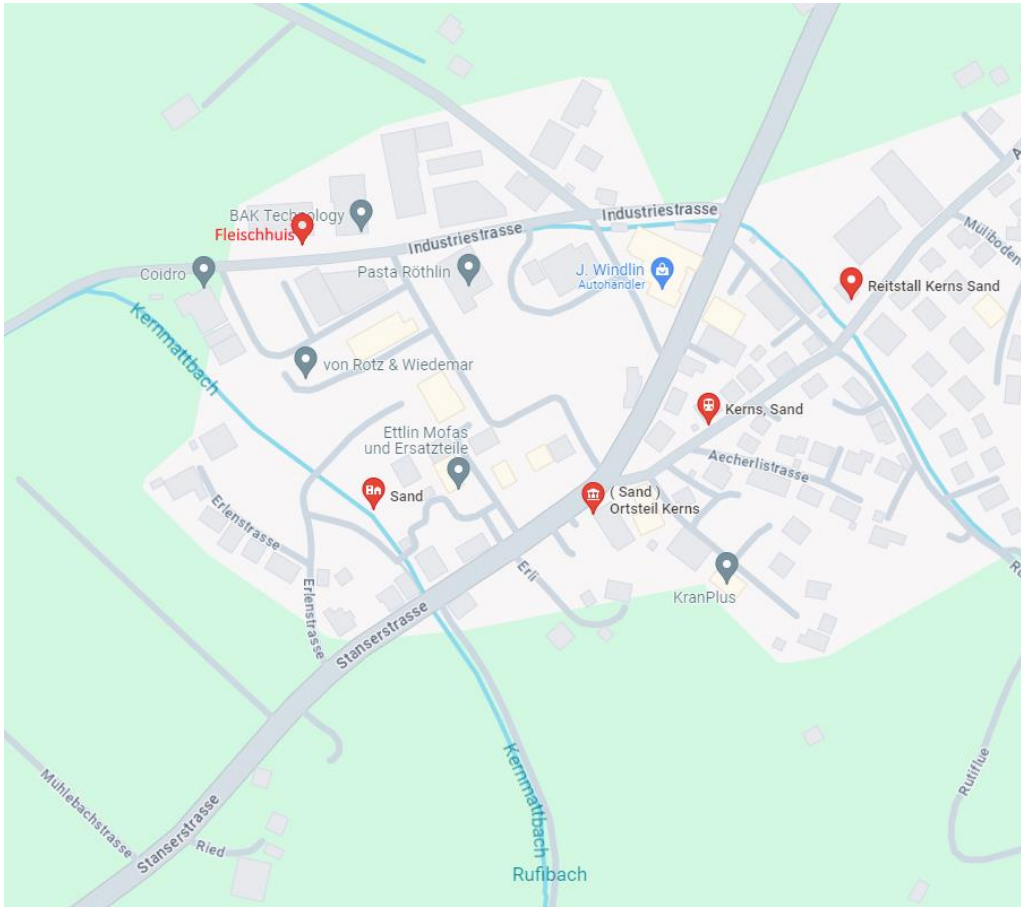 Industriestrasse
BAK Technology
Fleischhuis
Industriestrasse
Coidro
Pasta Röthlin
J. Windlin
Autohändler
Reitstall Kerns Sand
Kernmattbach
von Rotz & Wiedemar
Kerns, Sand
Ettlin Mofas
und Ersatzteile
Aecherlistrasse
Sand
( Sand )
Ortsteil Kerns
Erlenstrasse
Erli
Erlenstrasse
KranPlus
Stanserstrasse
Kernmattbach
Rutiflue
Mühlebachstrasse
Stanserstrasse
Ried
Rufibach